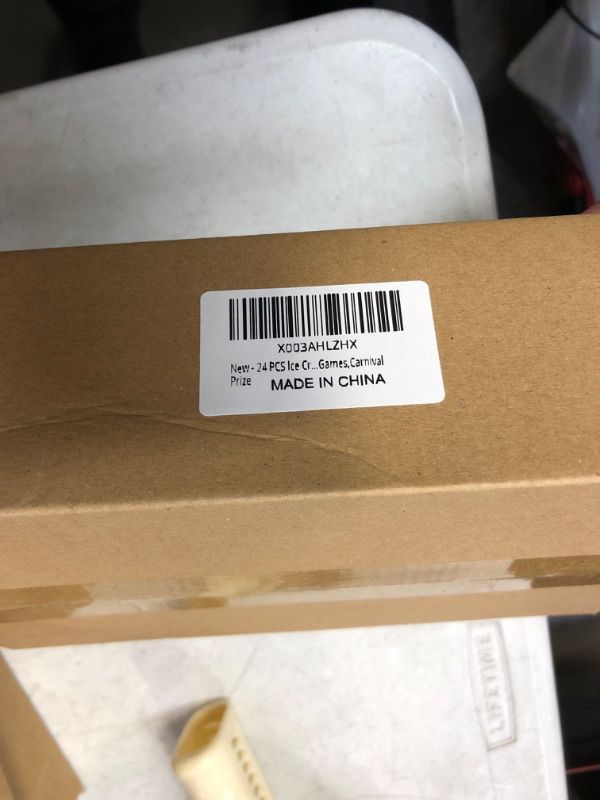 X003AHLZHX
New - 24 PCS Ice Cr...Games,Carnival
Prize MADE IN CHINA
LIFETIME